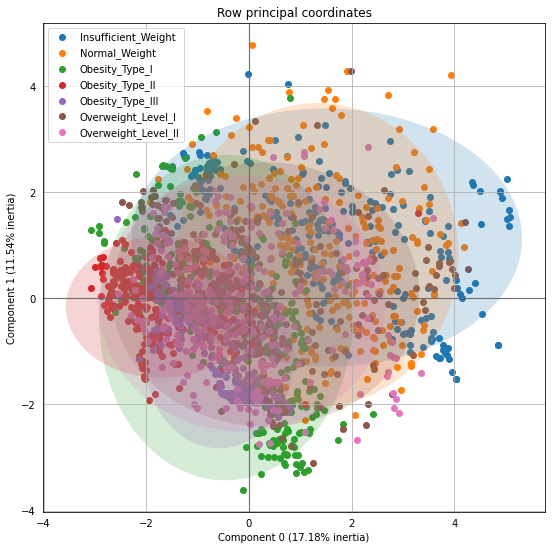 Row principal coordinates
Insufficient_Weight
Normal_Weight
Obesity_Type_I
Obesity_Type_II
Obesity_Type_III
Overweight_Level_I
Overweight_Level_II
4
2
0
−2
−4
Component 1 (11.54% inertia)
−4 −2 0 2 4
Component 0 (17.18% inertia)